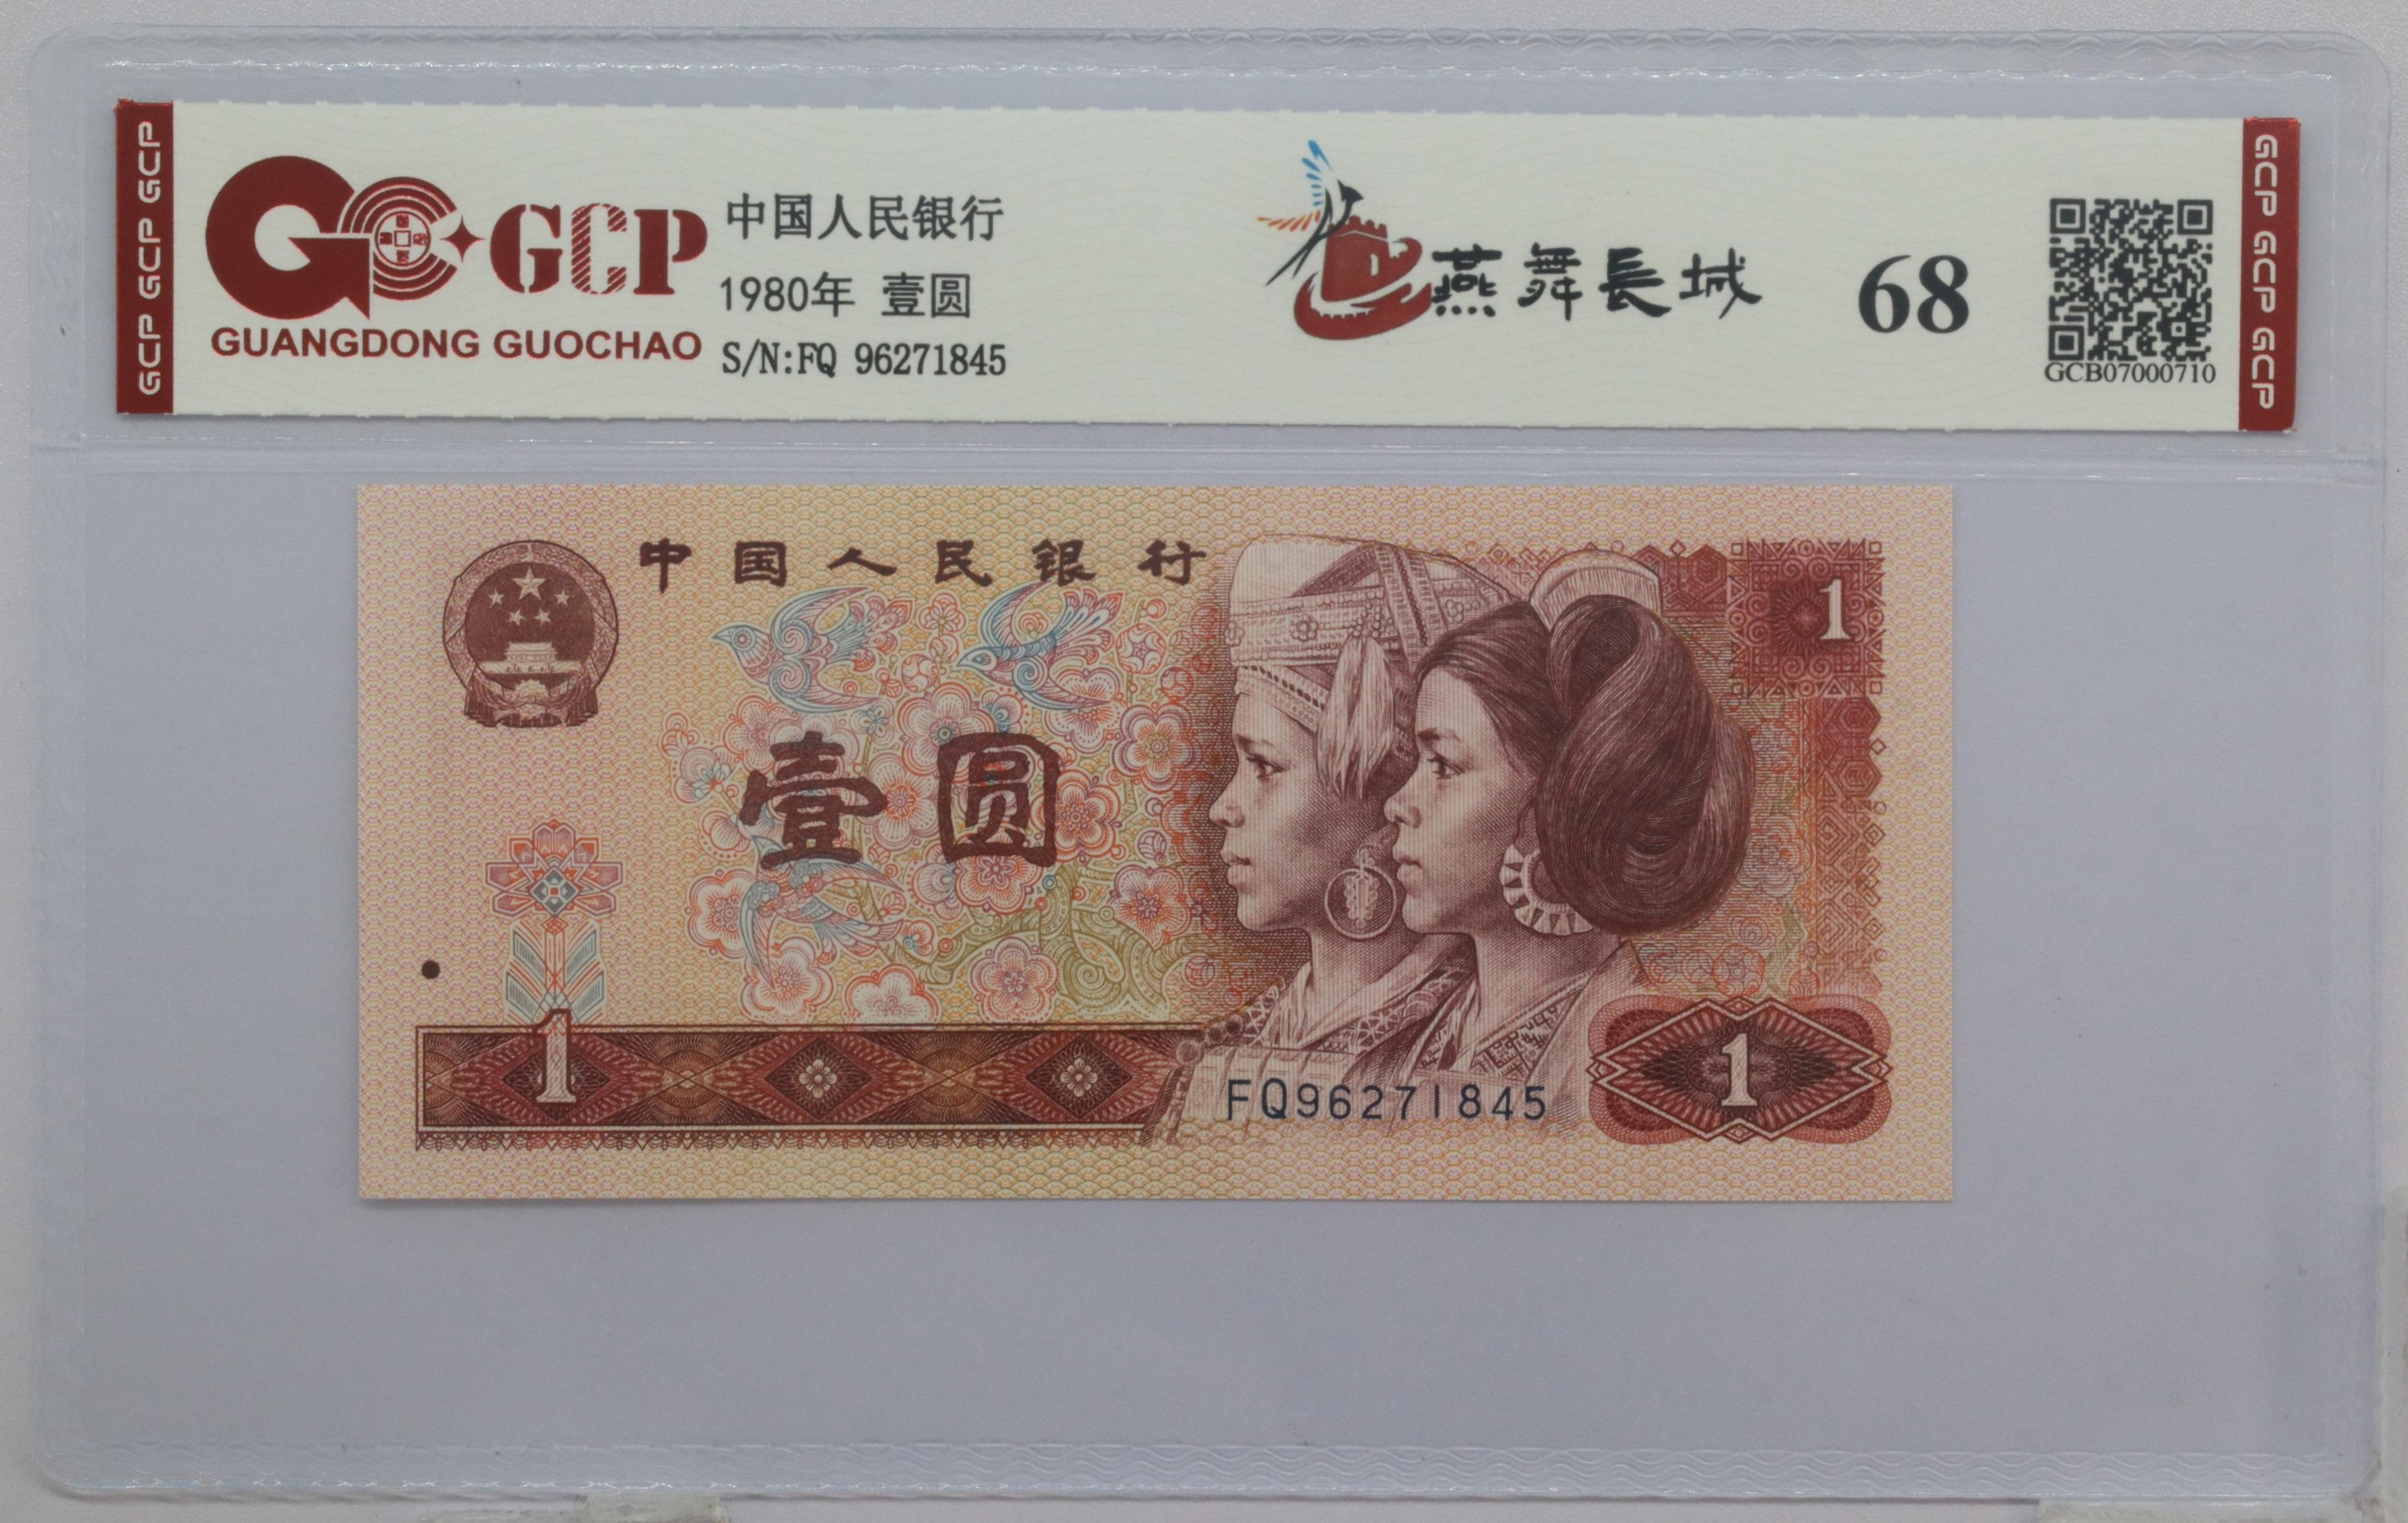 GCP GCP GCP
GCP
GUANGDONG GUOCHAO
中国人民银行
1980年 壹圆
S/N:FQ 96271845
燕舞長城
68
GCB07000710
GCP GCP GCP
中国人民银行
1
壹圆
1
1
FQ96271845